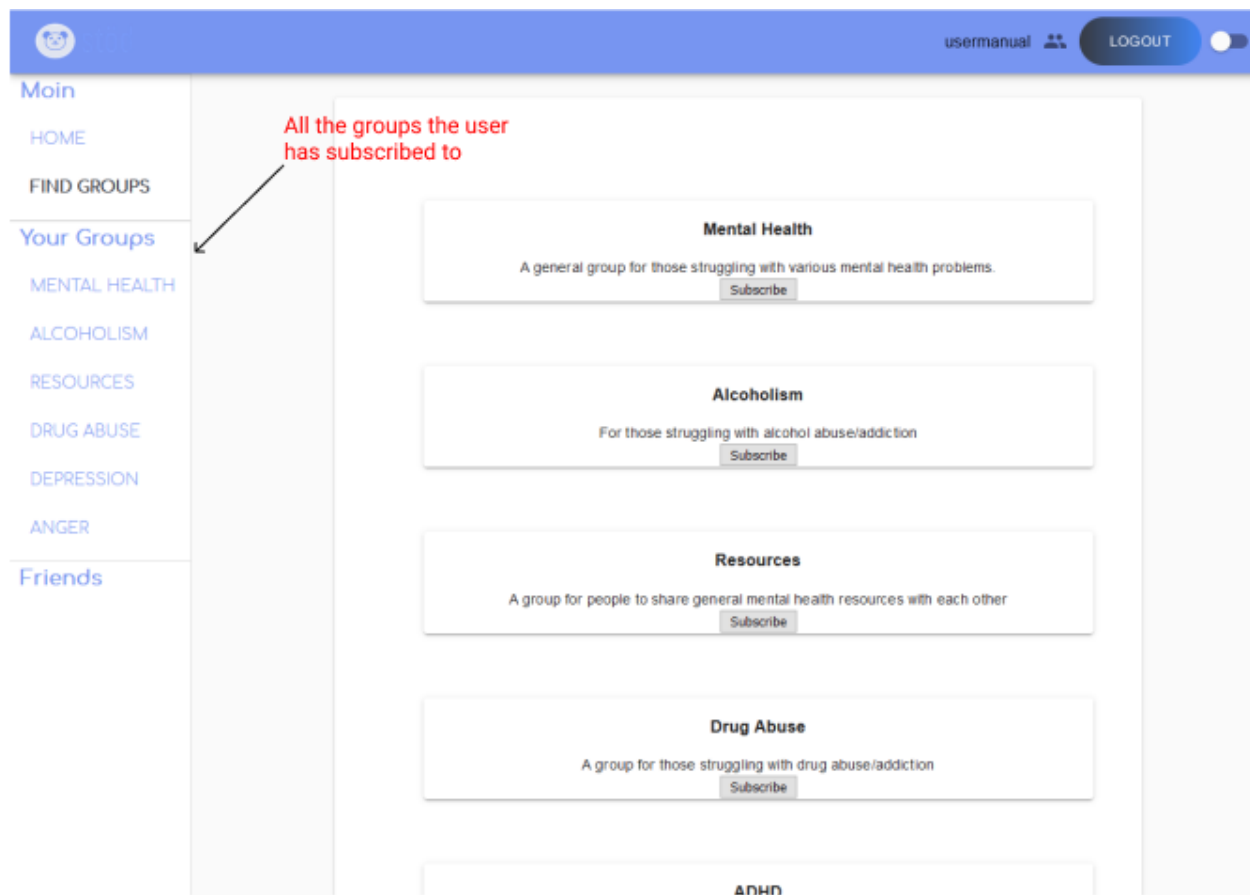 usermanual
LOGOUT
Moin
HOME
FIND GROUPS
Your Groups
MENTAL HEALTH
ALCOHOLISM
RESOURCES
DRUG ABUSE
DEPRESSION
ANGER
Friends
All the groups the user
has subscribed to
Mental Health
A general group for those struggling with various mental health problems.
Subscribe
Alcoholism
For those struggling with alcohol abuse/addiction
Subscribe
Resources
A group for people to share general mental health resources with each other
Subscribe
Drug Abuse
A group for those struggling with drug abuse/addiction
Subscribe
ADHD